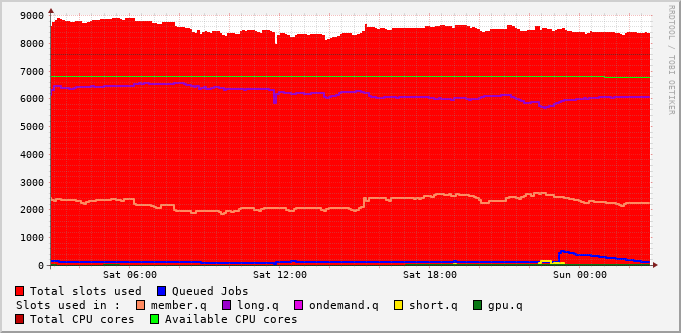 9000
8000
7000
6000
5000
4000
3000
2000
1000
0
Sat 06:00 Sat 12:00 Sat 18:00 Sun 00:00
RRDTOOL / TOBI OETIKER
Total slots used Queued Jobs
Slots used in : member.q long.q ondemand.q short.q gpu.q
Total CPU cores Available CPU cores